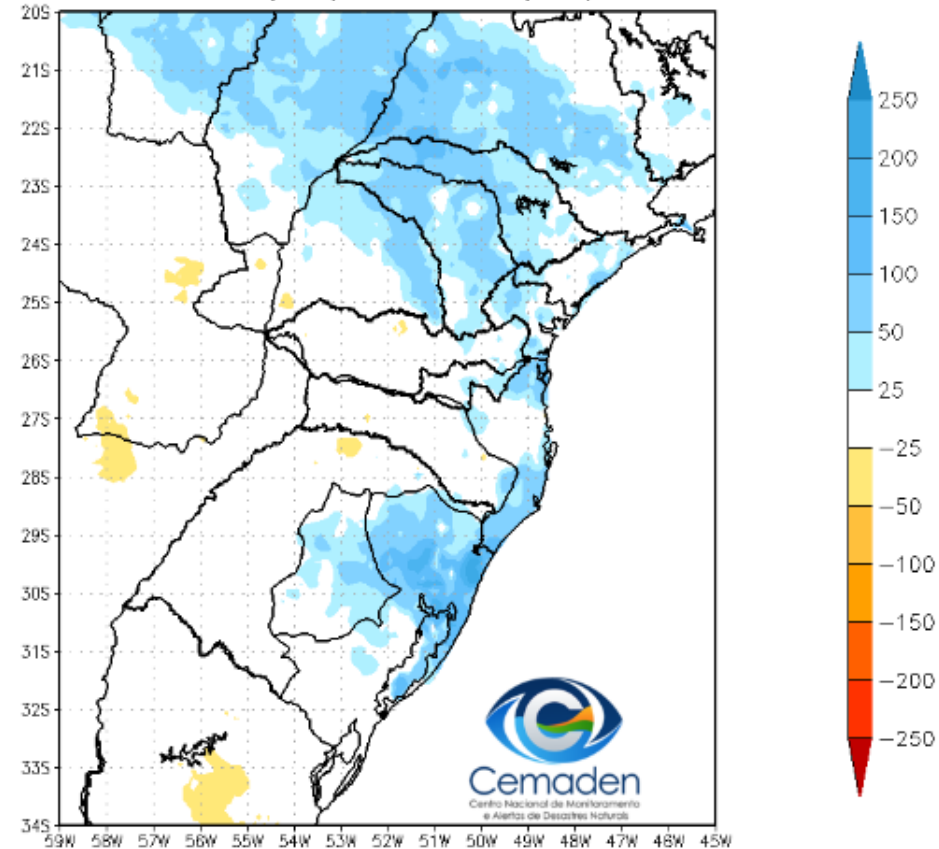 20S
21S
22S
23S
24S
25S
26S
27S
28S
29S
30S
31S
32S
33S
34S
59W 58W 57W 56W 55W 54W 53W 52W 51W 50W 49W 48W 47W 46W 45W
250
200
150
100
50
25
−25
−50
−100
−150
−200
−250
Cemaden
Centro Nacional de Monitoramento
e Alertas de Desastres Naturais